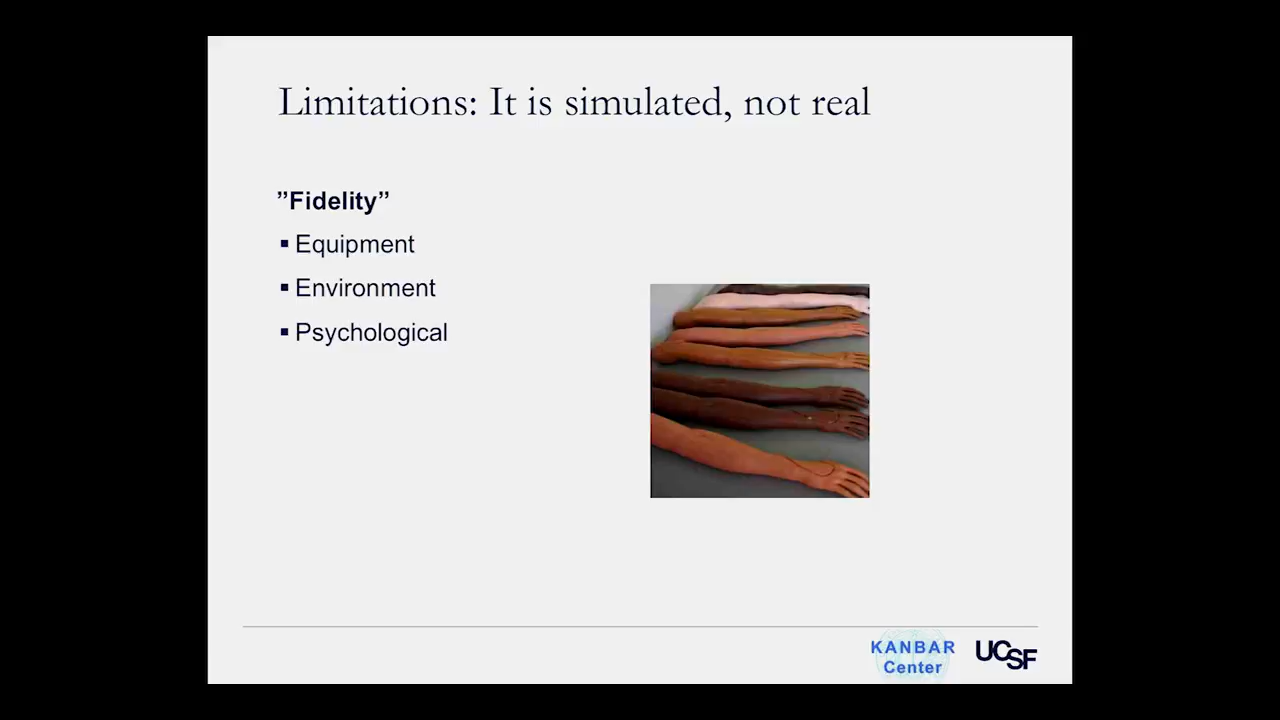 Limitations: It is simulated, not real
”Fidelity”
▪ Equipment
▪ Environment
▪ Psychological
KANBAR
Center
UCSF